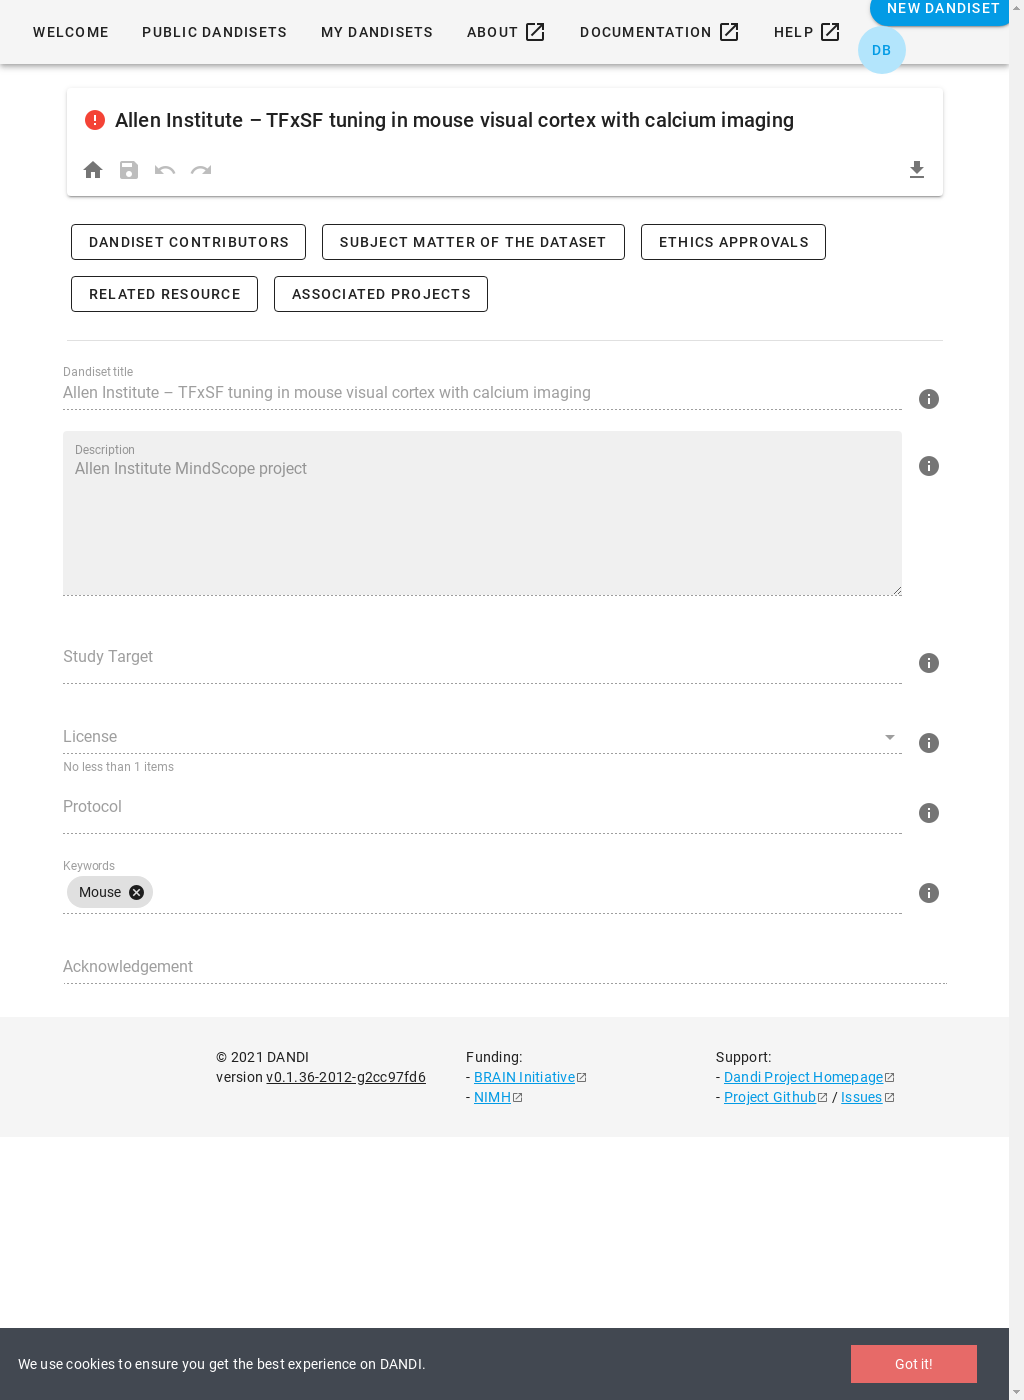 NEW DANDISET
WELCOME PUBLIC DANDISETS MY DANDISETS ABOUT DOCUMENTATION HELP
DB
Allen Institute – TFxSF tuning in mouse visual cortex with calcium imaging
DANDISET CONTRIBUTORS SUBJECT MATTER OF THE DATASET ETHICS APPROVALS
RELATED RESOURCE ASSOCIATED PROJECTS
Dandiset title
Allen Institute – TFxSF tuning in mouse visual cortex with calcium imaging
Description
Allen Institute MindScope project
Study Target
License
No less than 1 items
Protocol
Keywords
Mouse
Acknowledgement
© 2021 DANDI
version v0.1.36-2012-g2cc97fd6
Funding:
- BRAIN Initiative
- NIMH
Support:
- Dandi Project Homepage
- Project Github / Issues
We use cookies to ensure you get the best experience on DANDI.
Got it!